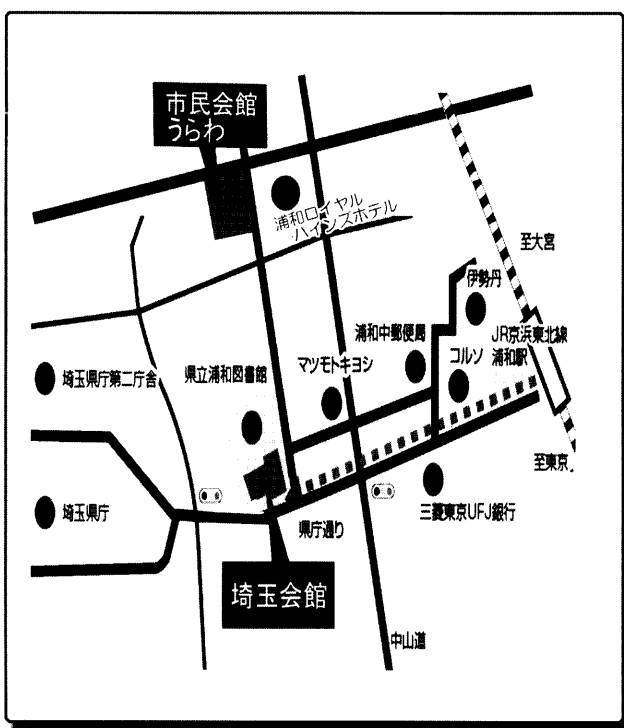 市民会館
うらわ
浦和ロイヤル
パインズホテル
至大宮
伊勢丹
浦和中郵便局
JR京浜東北線
浦和駅
コルソ
マツモトキヨシ
県立浦和図書館
埼玉県庁第二庁舎
至東京
埼玉県庁
県庁通り
三菱東京UFJ銀行
埼玉会館
中山道